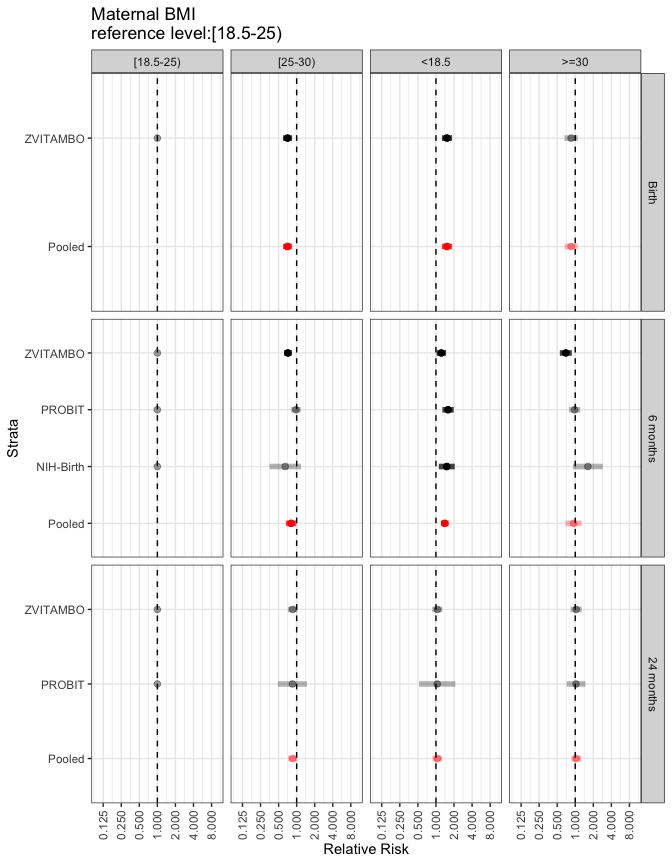 Maternal BMI
reference level:[18.5-25)
[18.5-25)
[25-30)
<18.5
>=30
ZVITAMBO
Pooled
Birth
ZVITAMBO
PROBIT
NIH-Birth
Pooled
6 months
ZVITAMBO
PROBIT
Pooled
24 months
Strata
0.125 0.250 0.500 1.000 2.000 4.000 8.000
0.125 0.250 0.500 1.000 2.000 4.000 8.000
0.125 0.250 0.500 1.000 2.000 4.000 8.000
0.125 0.250 0.500 1.000 2.000 4.000 8.000
Relative Risk